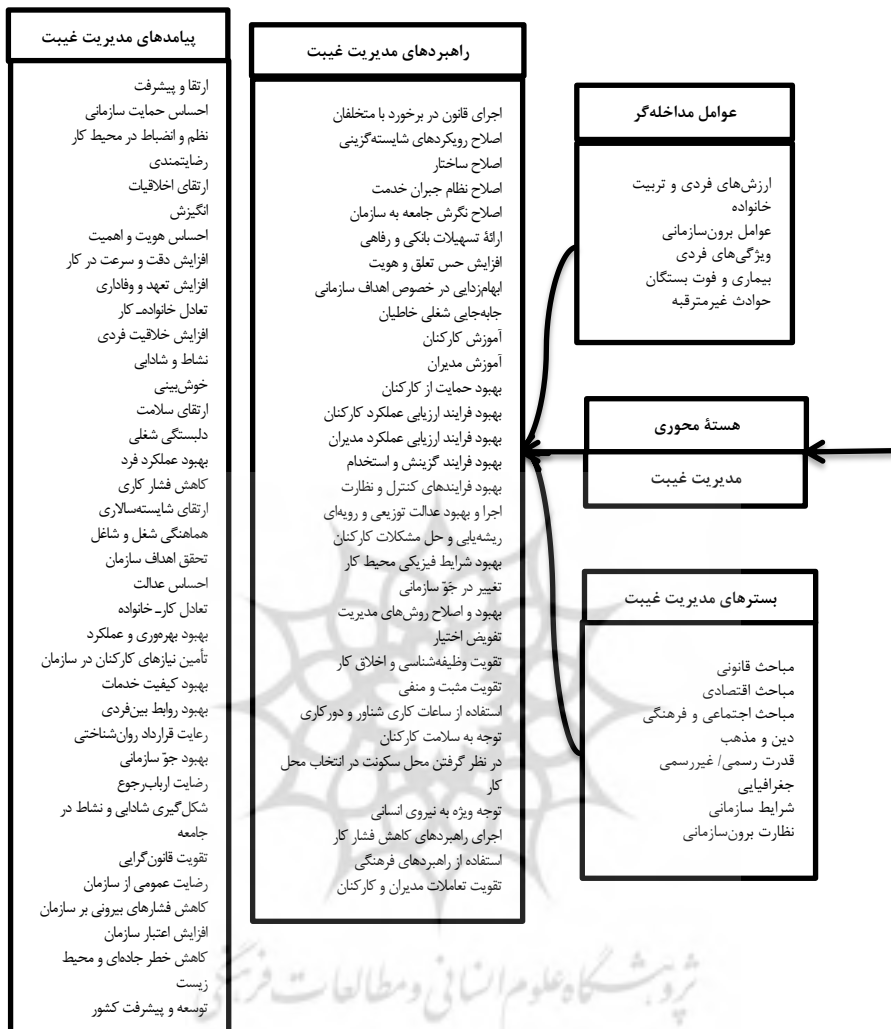 عوامل مداخله‌گر
ارزش‌های فردی و تربیت
خانواده
عوامل برون‌سازمانی
ویژگی‌های فردی
بیماری و فوت بستگان
حوادث غیرمترقبه
هستۀ محوری
مدیریت غیبت
بسترهای مدیریت غیبت
مباحث قانونی
مباحث اقتصادی
مباحث اجتماعی و فرهنگی
دین و مذهب
قدرت رسمی/ غیررسمی
جغرافیایی
شرایط سازمانی
نظارت برون‌سازمانی
راهبردهای مدیریت غیبت
اجرای قانون در برخورد با متخلفان
اصلاح رویکردهای شایسته‌گزینی
اصلاح ساختار
اصلاح نظام جبران خدمت
اصلاح نگرش جامعه به سازمان
ارائۀ تسهیلات بانکی و رفاهی
افزایش حس تعلق و هویت
ابهام‌زدایی در خصوص اهداف سازمانی
جابه‌جایی شغلی خاطیان
آموزش کارکنان
آموزش مدیران
بهبود حمایت از کارکنان
بهبود فرایند ارزیابی عملکرد کارکنان
بهبود فرایند ارزیابی عملکرد مدیران
بهبود فرایند گزینش و استخدام
بهبود فرایندهای کنترل و نظارت
اجرا و بهبود عدالت توزیعی و رویه‎ای
ریشه‌یابی و حل مشکلات کارکنان
بهبود شرایط فیزیکی محیط کار
تغییر در جَوّ سازمانی
بهبود و اصلاح روش‌های مدیریت
تفویض اختیار
تقویت وظیفه‌شناسی و اخلاق کار
تقویت مثبت و منفی
استفاده از ساعات کاری شناور و دورکاری
توجه به سلامت کارکنان
در نظر گرفتن محل سکونت در انتخاب محل
کار
توجه ویژه به نیروی انسانی
اجرای راهبردهای کاهش فشار کار
استفاده از راهبردهای فرهنگی
تقویت تعاملات مدیران و کارکنان
پیامدهای مدیریت غیبت
ارتقا و پیشرفت
احساس حمایت سازمانی
نظم و انضباط در محیط کار
رضایتمندی
ارتقای اخلاقیات
انگیزش
احساس هویت و اهمیت
افزایش دقت و سرعت در کار
افزایش تعهد و وفاداری
تعادل خانواده‌ـ کار
افزایش خلاقیت فردی
نشاط و شادابی
خوش‌بینی
ارتقای سلامت
دلبستگی شغلی
بهبود عملکرد فرد
کاهش فشار کاری
ارتقای شایسته‌سالاری
هماهنگی شغل و شاغل
تحقق اهداف سازمان
احساس عدالت
تعادل کارـ خانواده
بهبود بهره‌وری و عملکرد
تأمین نیازهای کارکنان در سازمان
بهبود کیفیت خدمات
بهبود روابط بین‌فردی
رعایت قرارداد روان‌شناختی
بهبود جوّ سازمانی
رضایت ارباب‌رجوع
شکل‌گیری شادابی و نشاط در
جامعه
تقویت قانون‌گرایی
رضایت عمومی از سازمان
کاهش فشارهای بیرونی بر سازمان
افزایش اعتبار سازمان
کاهش خطر جاده‌ای و محیط
زیست
توسعه و پیشرفت کشور
پژوهشگاه علوم انسانی و مطالعات فرهنگی